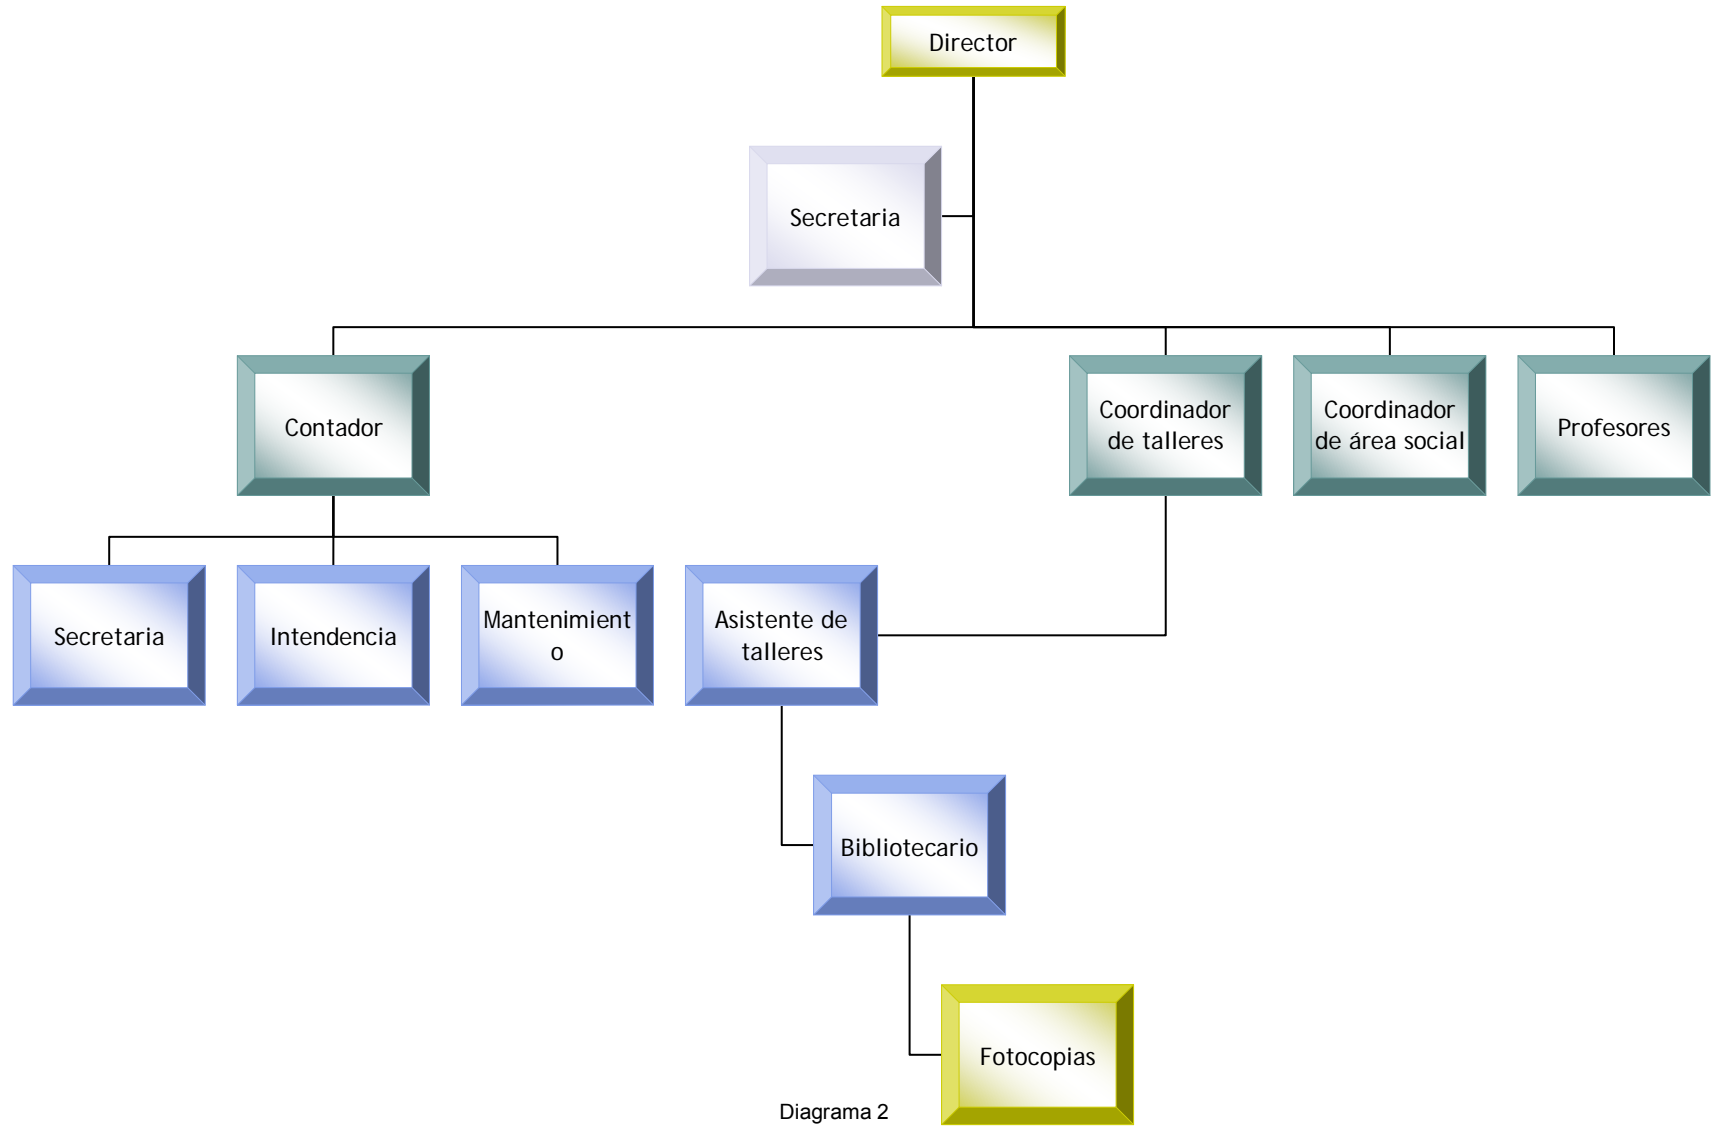 Director
Secretaria
Contador
Coordinador
de talleres
Coordinador
de área social
Profesores
Secretaria
Intendencia
Mantenimient
o
Asistente de
talleres
Bibliotecario
Fotocopias
Diagrama 2